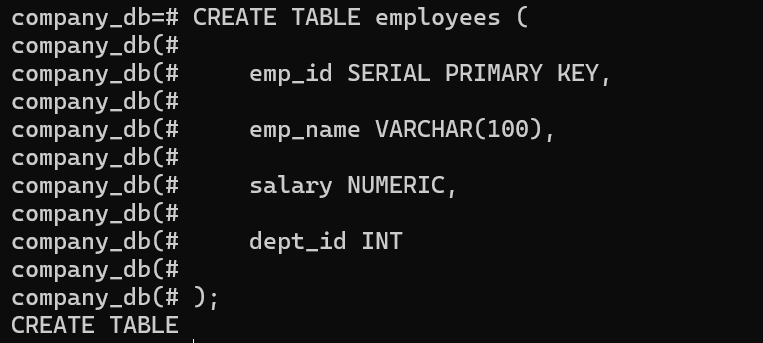 company_db=# CREATE TABLE employees (
company_db(#
company_db(#     emp_id SERIAL PRIMARY KEY,
company_db(#
company_db(#     emp_name VARCHAR(100),
company_db(#
company_db(#     salary NUMERIC,
company_db(#
company_db(#     dept_id INT
company_db(#
company_db(# );
CREATE TABLE